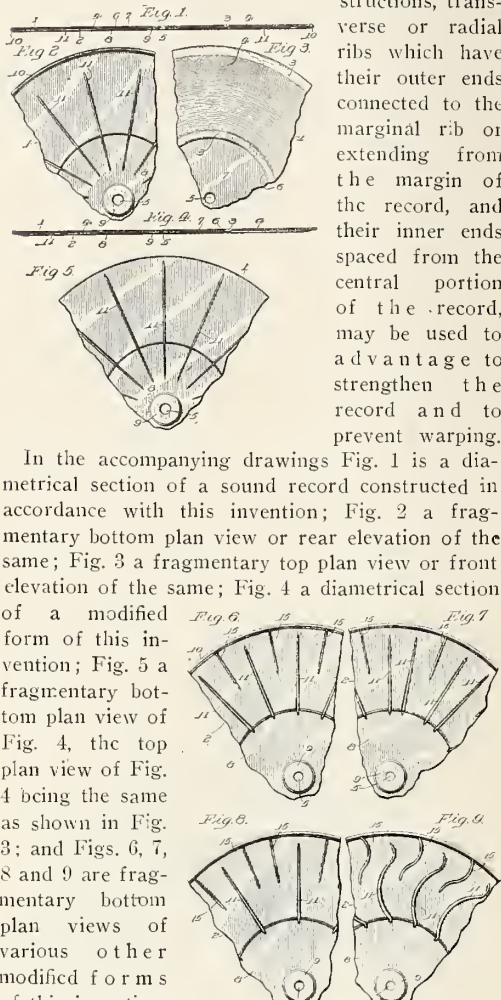 structions, trans-
verse or radial
ribs which have
their outer ends
connected to the
marginal rib or
extending from
the margin of
the record, and
their inner ends
spaced from the
central portion
of the record,
may be used to
advantage to
strengthen the
record and to
prevent warping.
Fig. 1.
Fig 2
Fig 3.
Fig. 4.
Fig 5.
In the accompanying drawings Fig. 1 is a dia-
metrical section of a sound record constructed in
accordance with this invention; Fig. 2 a frag-
mentary bottom plan view or rear elevation of the
same; Fig. 3 a fragmentary top plan view or front
elevation of the same; Fig. 4 a diametrical section
of a modified
form of this in-
vention; Fig. 5 a
fragmentary bot-
tom plan view of
Fig. 4, the top
plan view of Fig.
4 being the same
as shown in Fig.
3; and Figs. 6, 7,
8 and 9 are frag-
mentary bottom
plan views of
various other
modified forms
Fig. 6.
Fig. 7
Fig. 8.
Fig. 9.